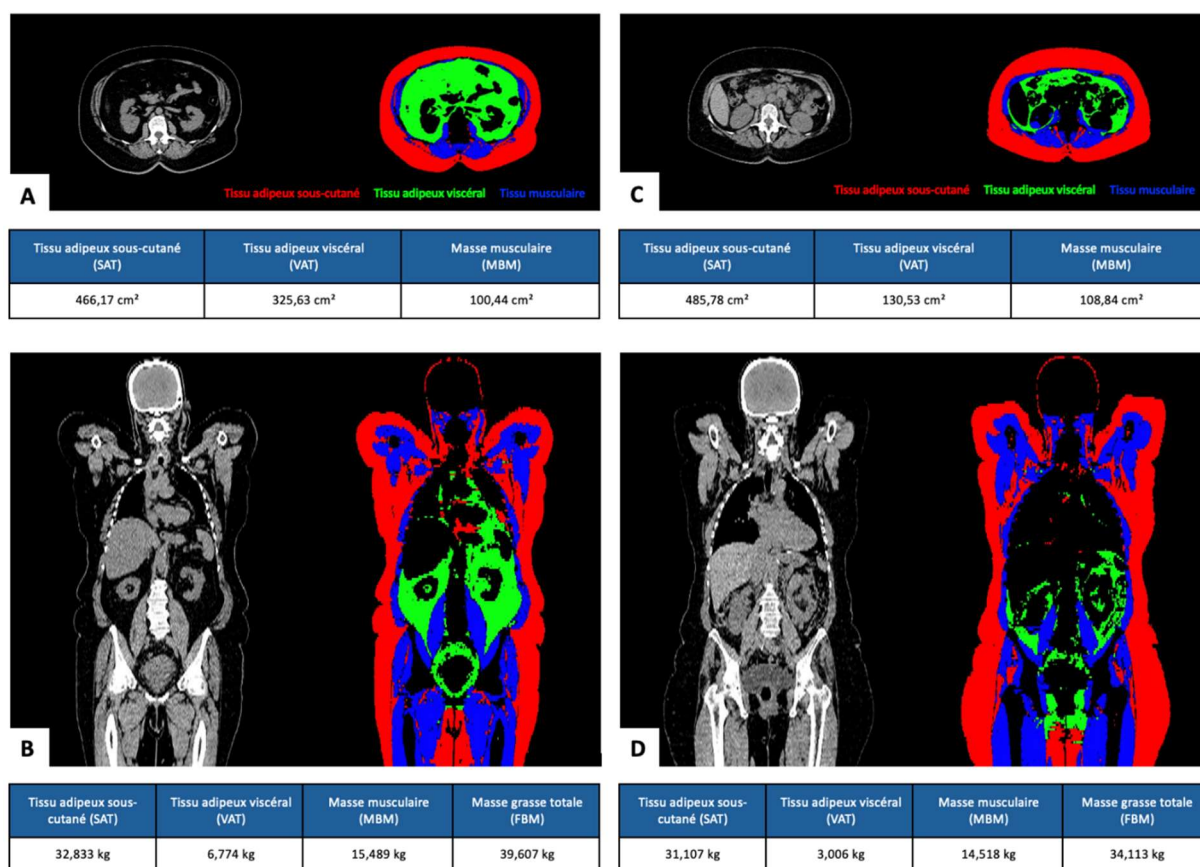 A
Tissu adipeux sous-cutané Tissu adipeux viscéral Tissu musculaire
Tissu adipeux sous-cutané Tissu adipeux viscéral Masse musculaire
(SAT) (VAT) (MBM)
466,17 cm² 325,63 cm² 100,44 cm²
C
Tissu adipeux sous-cutané Tissu adipeux viscéral Tissu musculaire
Tissu adipeux sous-cutané Tissu adipeux viscéral Masse musculaire
(SAT) (VAT) (MBM)
485,78 cm² 130,53 cm² 108,84 cm²
B
Tissu adipeux sous- Tissu adipeux viscéral Masse musculaire Masse grasse totale
cutané (SAT) (VAT) (MBM) (FBM)
32,833 kg 6,774 kg 15,489 kg 39,607 kg
D
Tissu adipeux sous- Tissu adipeux viscéral Masse musculaire Masse grasse totale
cutané (SAT) (VAT) (MBM) (FBM)
31,107 kg 3,006 kg 14,518 kg 34,113 kg